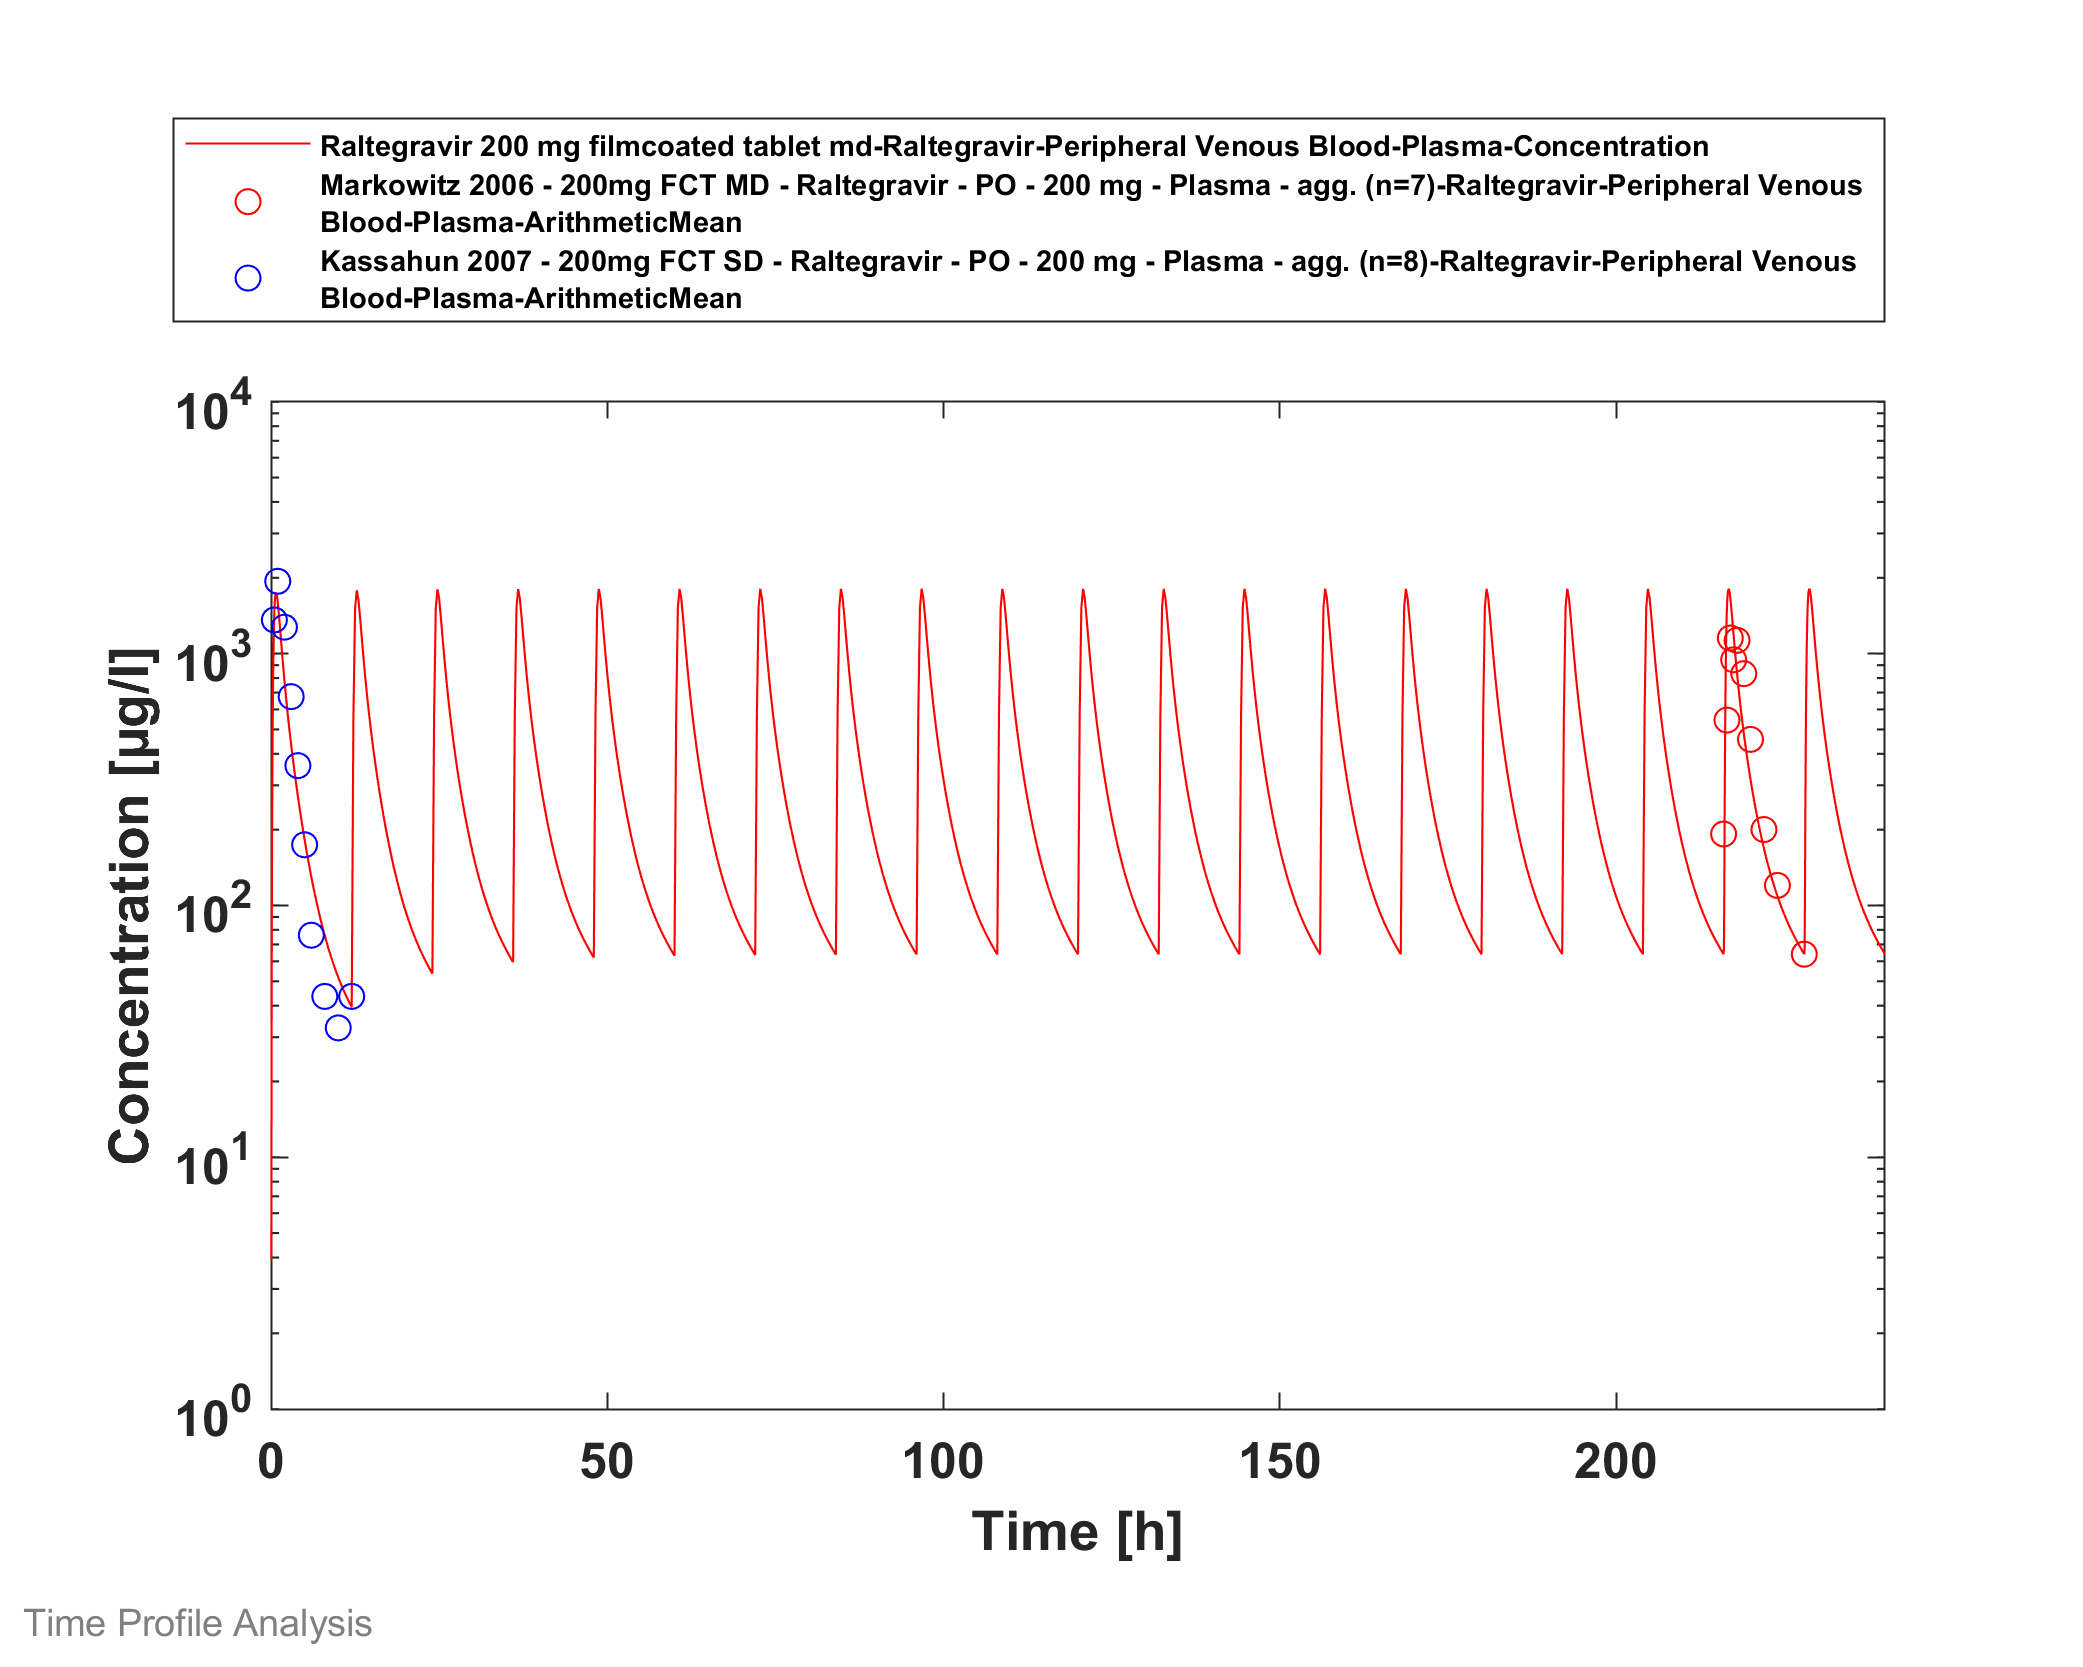 Raltegravir 200 mg filmcoated tablet md-Raltegravir-Peripheral Venous Blood-Plasma-Concentration
Markowitz 2006 - 200mg FCT MD - Raltegravir - PO - 200 mg - Plasma - agg. (n=7)-Raltegravir-Peripheral Venous
Blood-Plasma-ArithmeticMean
Kassahun 2007 - 200mg FCT SD - Raltegravir - PO - 200 mg - Plasma - agg. (n=8)-Raltegravir-Peripheral Venous
Blood-Plasma-ArithmeticMean
10^4
10^3
10^2
10^1
10^0
Concentration [µg/l]
0 50 100 150 200
Time [h]
Time Profile Analysis